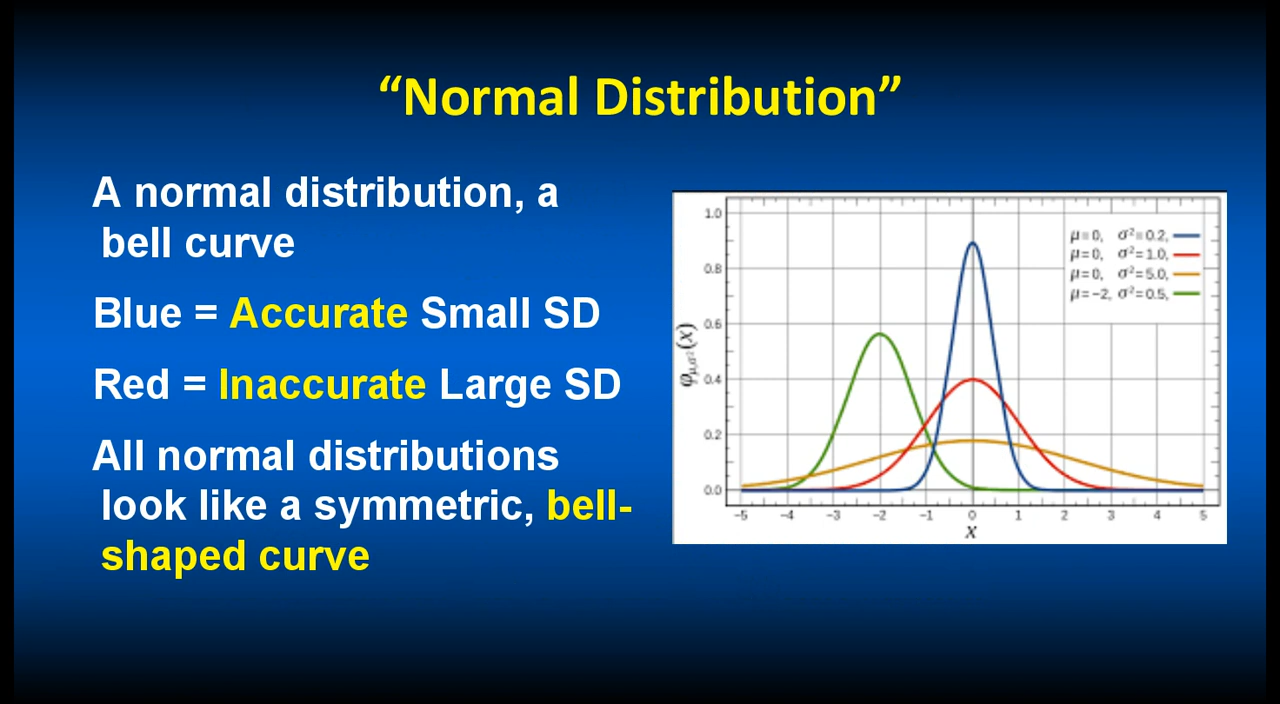 “Normal Distribution”
A normal distribution, a
bell curve
Blue = Accurate Small SD
Red = Inaccurate Large SD
All normal distributions
look like a symmetric, bell-
shaped curve
φμ,σ²(x)
1.0
0.8
0.6
0.4
0.2
0.0
μ=0, σ²=0.2,
μ=0, σ²=1.0,
μ=0, σ²=5.0,
μ=−2, σ²=0.5,
−5 −4 −3 −2 −1 0 1 2 3 4 5
x